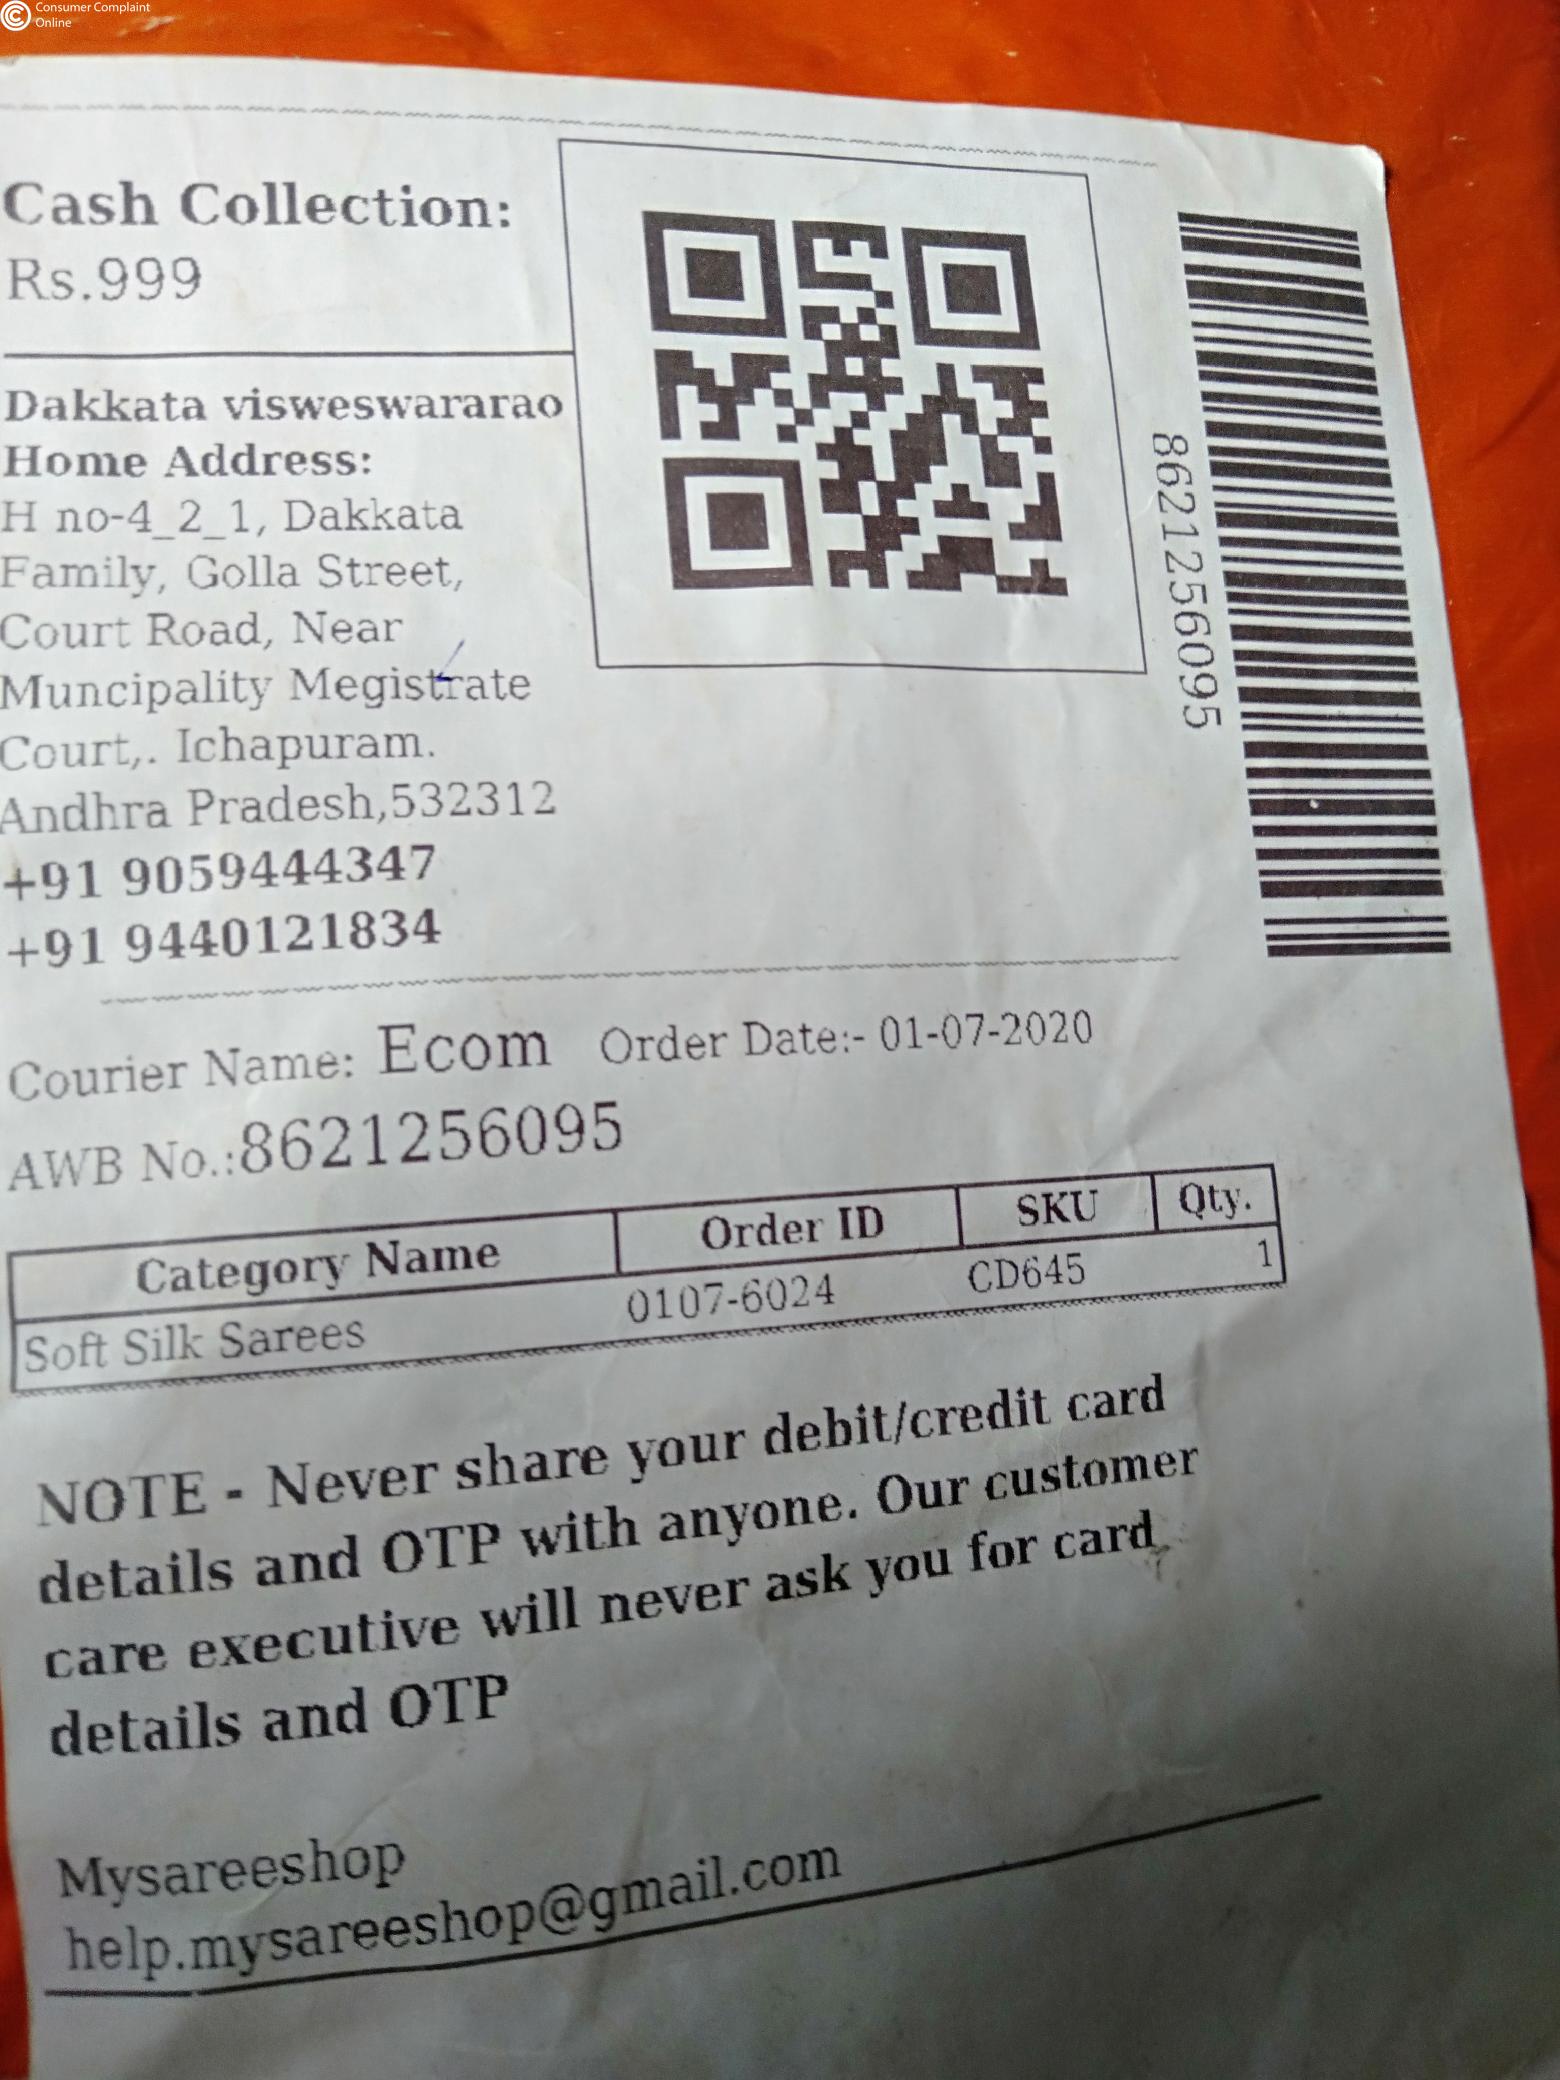 Consumer Complaint
Online
Cash Collection:
Rs.999
Dakkata visweswararao
Home Address:
H no-4_2_1, Dakkata
Family, Golla Street,
Court Road, Near
Muncipality Megistrate
Court,. Ichapuram.
Andhra Pradesh,532312
+91 9059444347
+91 9440121834
8621256095
Courier Name: Ecom Order Date:- 01-07-2020
AWB No.:8621256095
Category Name Order ID SKU Qty.
Soft Silk Sarees 0107-6024 CD645 1
NOTE - Never share your debit/credit card
details and OTP with anyone. Our customer
care executive will never ask you for card
details and OTP
Mysareeshop
help.mysareeshop@gmail.com